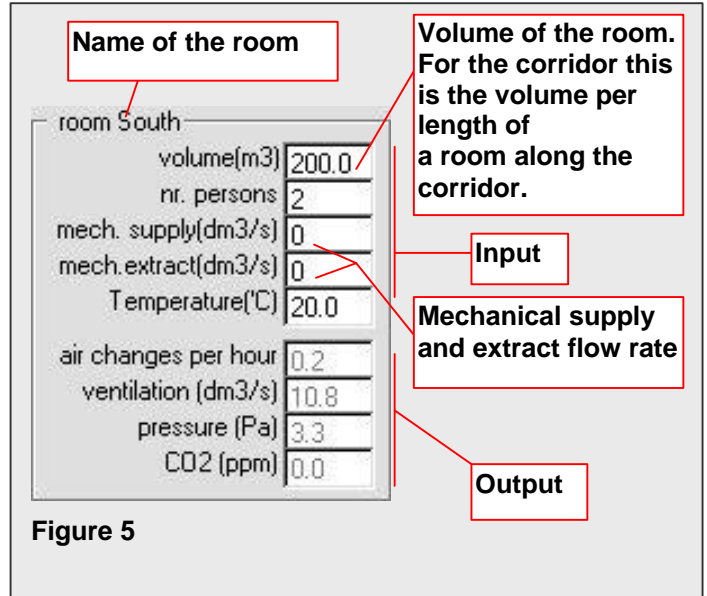 Name of the room
Volume of the room.
For the corridor this
is the volume per
length of
a room along the
corridor.
room South
volume(m3) 200.0
nr. persons 2
mech. supply(dm3/s) 0
mech.extract(dm3/s) 0
Temperature('C) 20.0
Input
Mechanical supply
and extract flow rate
air changes per hour 0.2
ventilation (dm3/s) 10.8
pressure (Pa) 3.3
CO2 (ppm) 0.0
Output
Figure 5